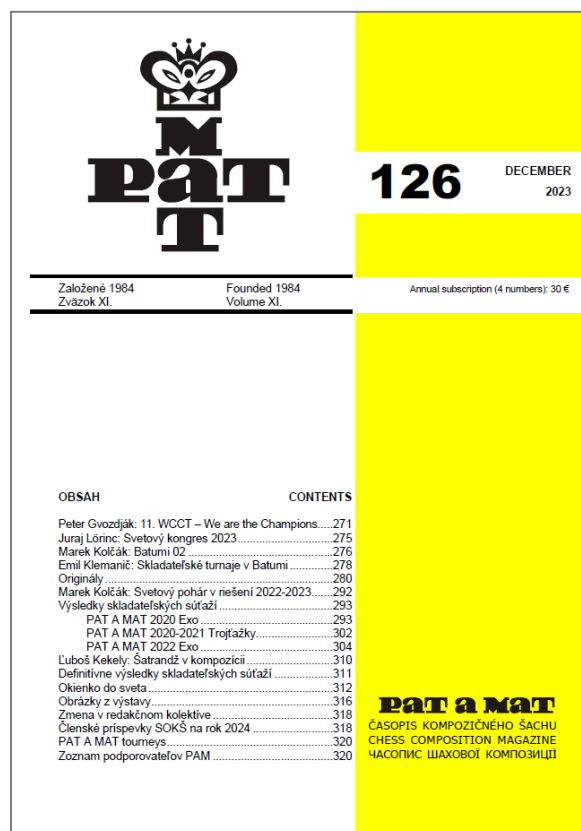 MAT
PAT
126
DECEMBER
2023
Založené 1984 Founded 1984
Zväzok XI. Volume XI.
Annual subscription (4 numbers): 30 €
OBSAH CONTENTS
Peter Gvozdják: 11. WCCT – We are the Champions.....271
Juraj Lörinc: Svetový kongres 2023.....275
Marek Kolčák: Batumi 02.....276
Emil Klemanič: Skladateľské turnaje v Batumi.....278
Originály.....280
Marek Kolčák: Svetový pohár v riešení 2022-2023.....292
Výsledky skladateľských súťaží.....293
PAT A MAT 2020 Exo.....293
PAT A MAT 2020-2021 Trojťažky.....302
PAT A MAT 2022 Exo.....304
Ľuboš Kekely: Šatrandž v kompozícii.....310
Definitívne výsledky skladateľských súťaží.....311
Okienko do sveta.....312
Obrázky z výstavy.....316
Zmena v redakčnom kolektíve.....318
Členské príspevky SOKŠ na rok 2024.....318
PAT A MAT tourneys.....320
Zoznam podporovateľov PAM.....320
PAT A MAT
ČASOPIS KOMPOZIČNÉHO ŠACHU
CHESS COMPOSITION MAGAZINE
ЧАСОПИС ШАХОВОЇ КОМПОЗИЦІЇ